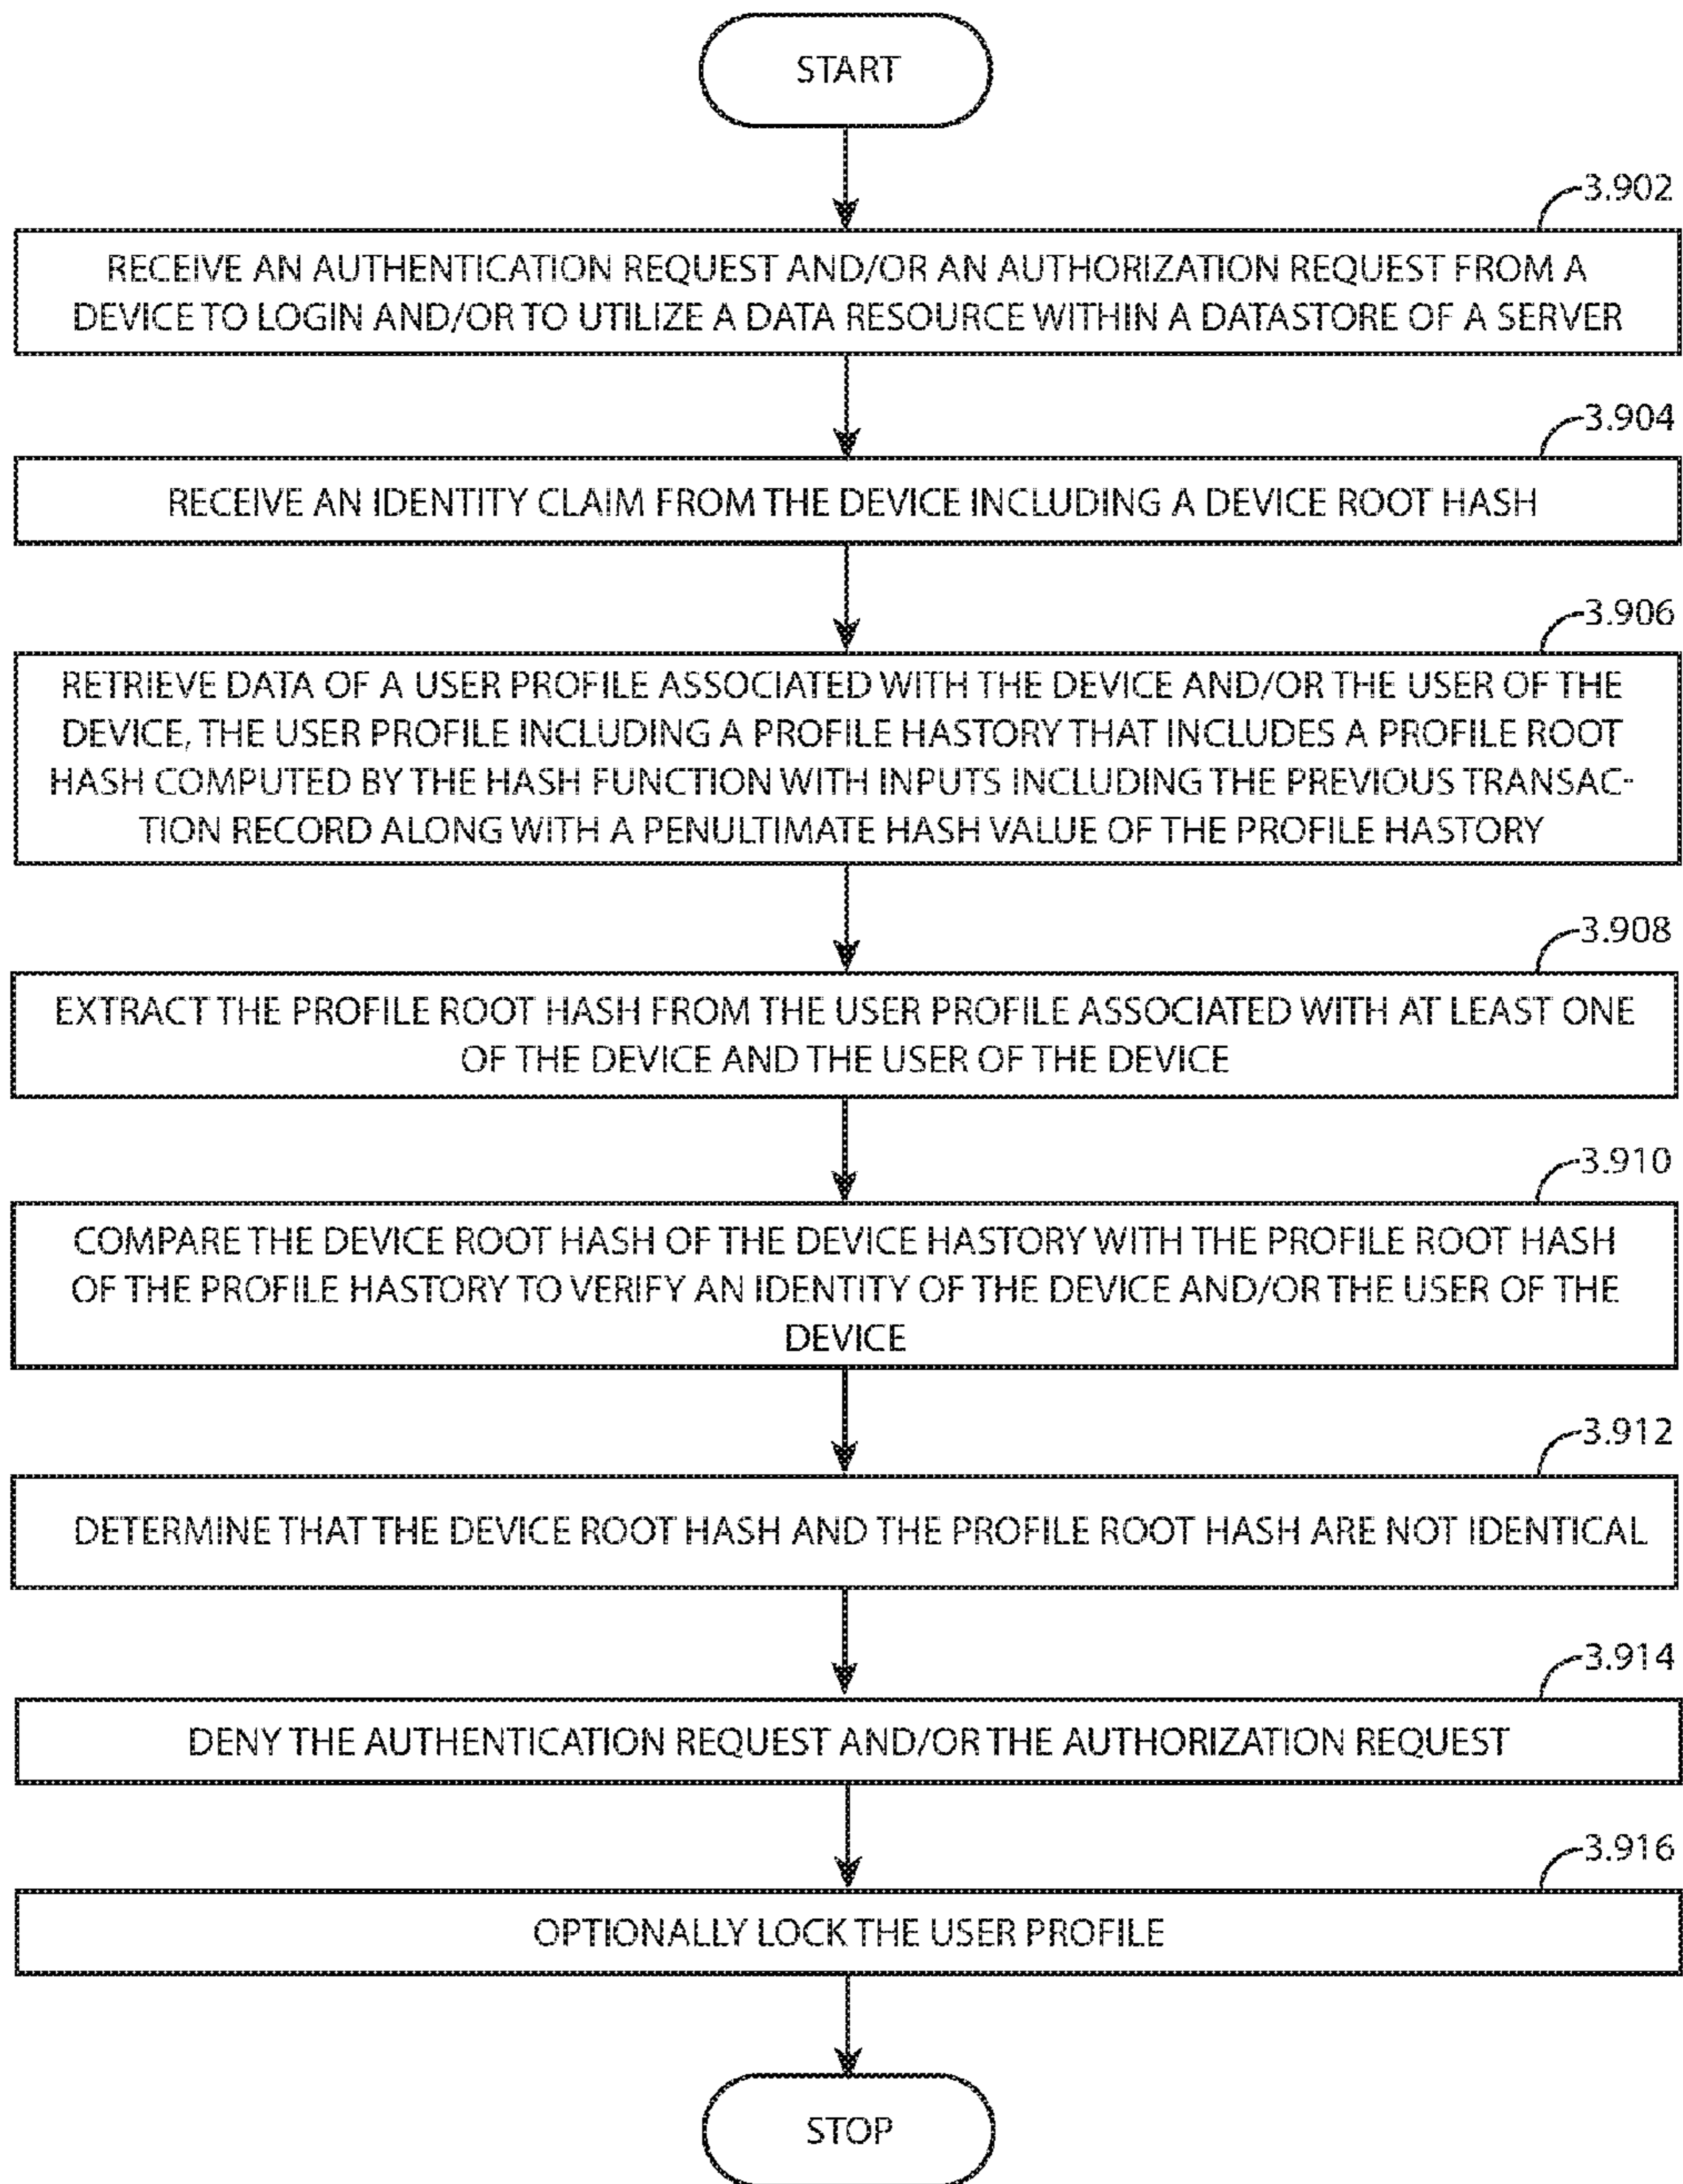 START
3.902
RECEIVE AN AUTHENTICATION REQUEST AND/OR AN AUTHORIZATION REQUEST FROM A
DEVICE TO LOGIN AND/OR TO UTILIZE A DATA RESOURCE WITHIN A DATASTORE OF A SERVER
3.904
RECEIVE AN IDENTITY CLAIM FROM THE DEVICE INCLUDING A DEVICE ROOT HASH
3.906
RETRIEVE DATA OF A USER PROFILE ASSOCIATED WITH THE DEVICE AND/OR THE USER OF THE
DEVICE, THE USER PROFILE INCLUDING A PROFILE HASTORY THAT INCLUDES A PROFILE ROOT
HASH COMPUTED BY THE HASH FUNCTION WITH INPUTS INCLUDING THE PREVIOUS TRANSAC-
TION RECORD ALONG WITH A PENULTIMATE HASH VALUE OF THE PROFILE HASTORY
3.908
EXTRACT THE PROFILE ROOT HASH FROM THE USER PROFILE ASSOCIATED WITH AT LEAST ONE
OF THE DEVICE AND THE USER OF THE DEVICE
3.910
COMPARE THE DEVICE ROOT HASH OF THE DEVICE HASTORY WITH THE PROFILE ROOT HASH
OF THE PROFILE HASTORY TO VERIFY AN IDENTITY OF THE DEVICE AND/OR THE USER OF THE
DEVICE
3.912
DETERMINE THAT THE DEVICE ROOT HASH AND THE PROFILE ROOT HASH ARE NOT IDENTICAL
3.914
DENY THE AUTHENTICATION REQUEST AND/OR THE AUTHORIZATION REQUEST
3.916
OPTIONALLY LOCK THE USER PROFILE
STOP